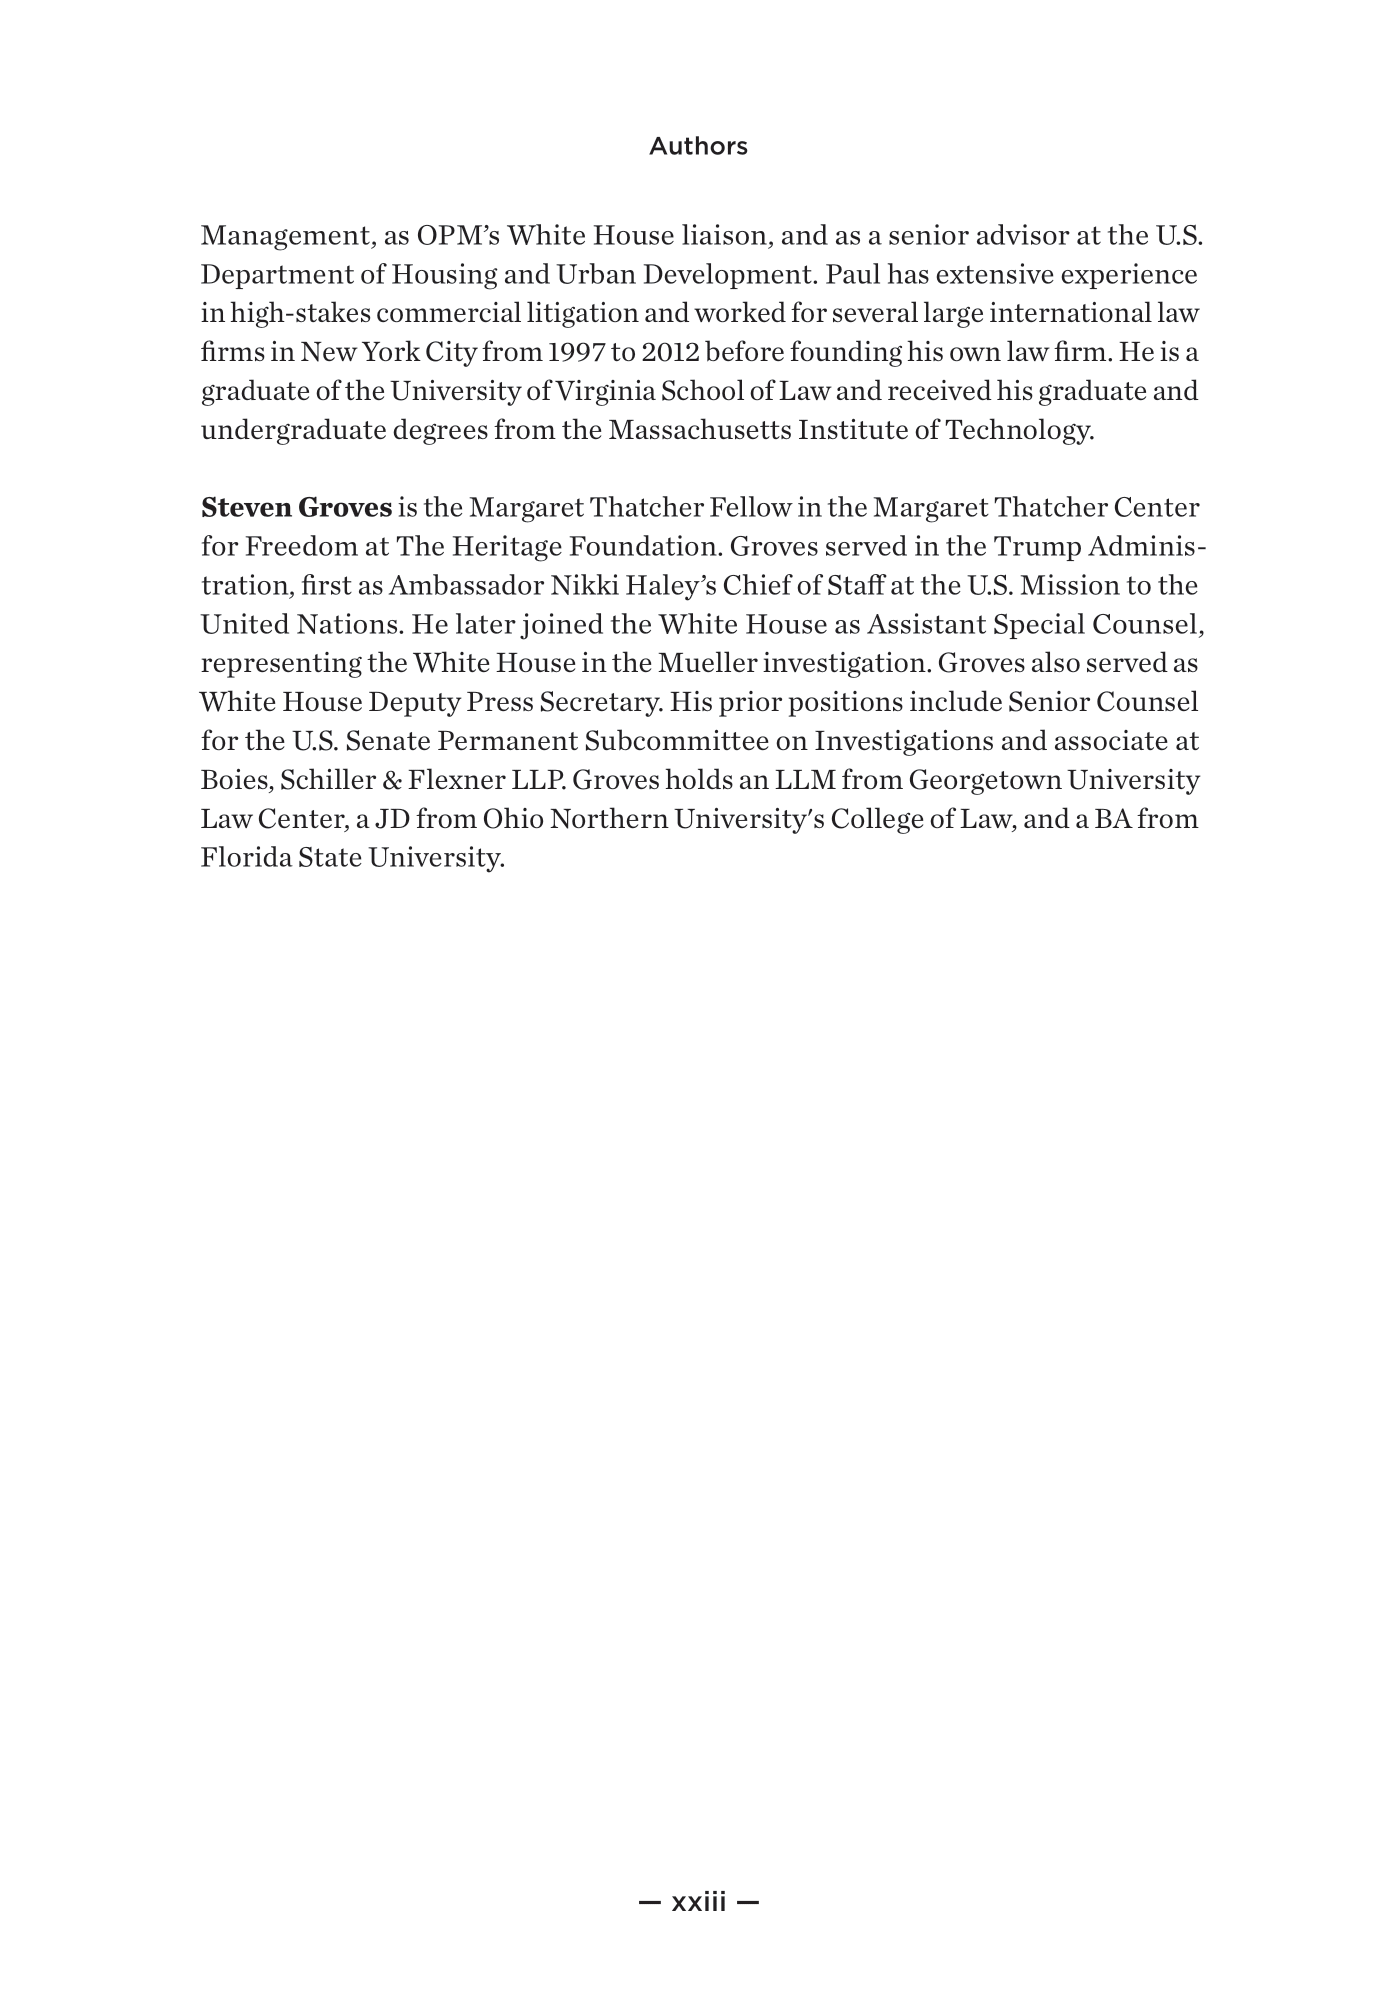 Authors
Management, as OPM’s White House liaison, and as a senior advisor at the U.S.
Department of Housing and Urban Development. Paul has extensive experience
in high-stakes commercial litigation and worked for several large international law
firms in New York City from 1997 to 2012 before founding his own law firm. He is a
graduate of the University of Virginia School of Law and received his graduate and
undergraduate degrees from the Massachusetts Institute of Technology.
Steven Groves is the Margaret Thatcher Fellow in the Margaret Thatcher Center
for Freedom at The Heritage Foundation. Groves served in the Trump Adminis-
tration, first as Ambassador Nikki Haley’s Chief of Staff at the U.S. Mission to the
United Nations. He later joined the White House as Assistant Special Counsel,
representing the White House in the Mueller investigation. Groves also served as
White House Deputy Press Secretary. His prior positions include Senior Counsel
for the U.S. Senate Permanent Subcommittee on Investigations and associate at
Boies, Schiller & Flexner LLP. Groves holds an LLM from Georgetown University
Law Center, a JD from Ohio Northern University's College of Law, and a BA from
Florida State University.
— xxiii —